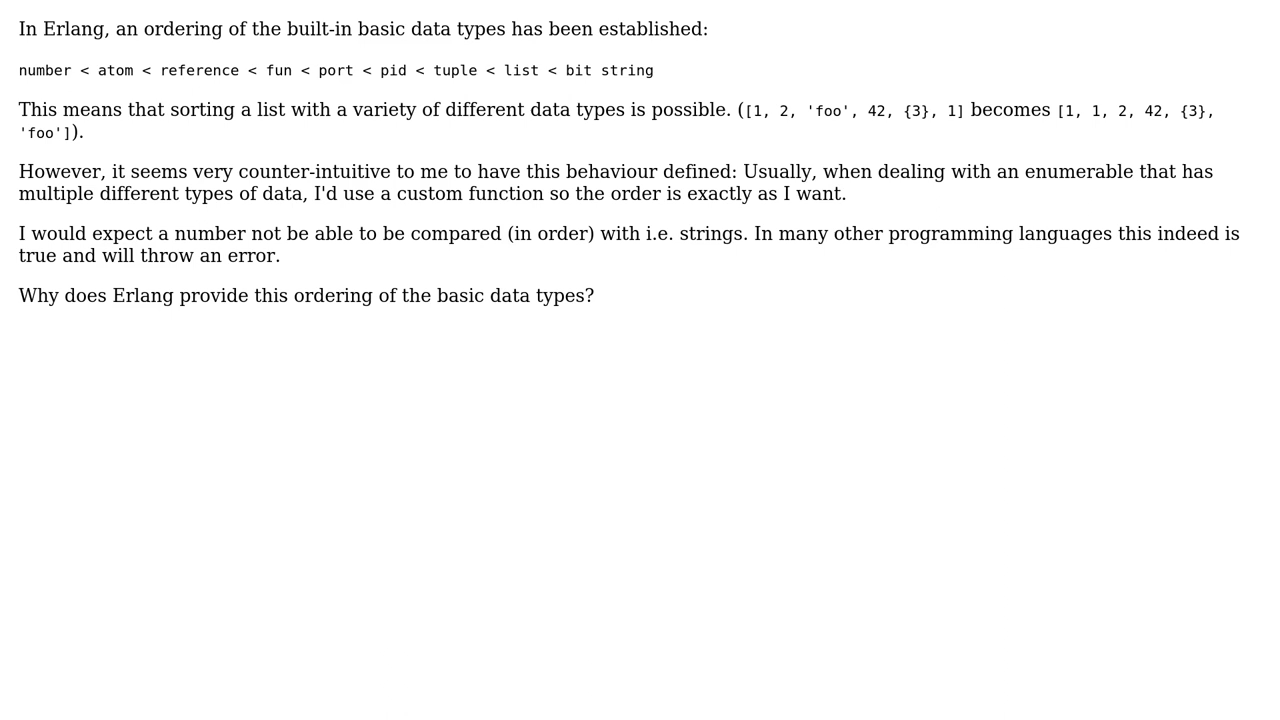 In Erlang, an ordering of the built-in basic data types has been established:
number < atom < reference < fun < port < pid < tuple < list < bit string
This means that sorting a list with a variety of different data types is possible. ([1, 2, 'foo', 42, {3}, 1] becomes [1, 1, 2, 42, {3},
'foo']).
However, it seems very counter-intuitive to me to have this behaviour defined: Usually, when dealing with an enumerable that has
multiple different types of data, I'd use a custom function so the order is exactly as I want.
I would expect a number not be able to be compared (in order) with i.e. strings. In many other programming languages this indeed is
true and will throw an error.
Why does Erlang provide this ordering of the basic data types?